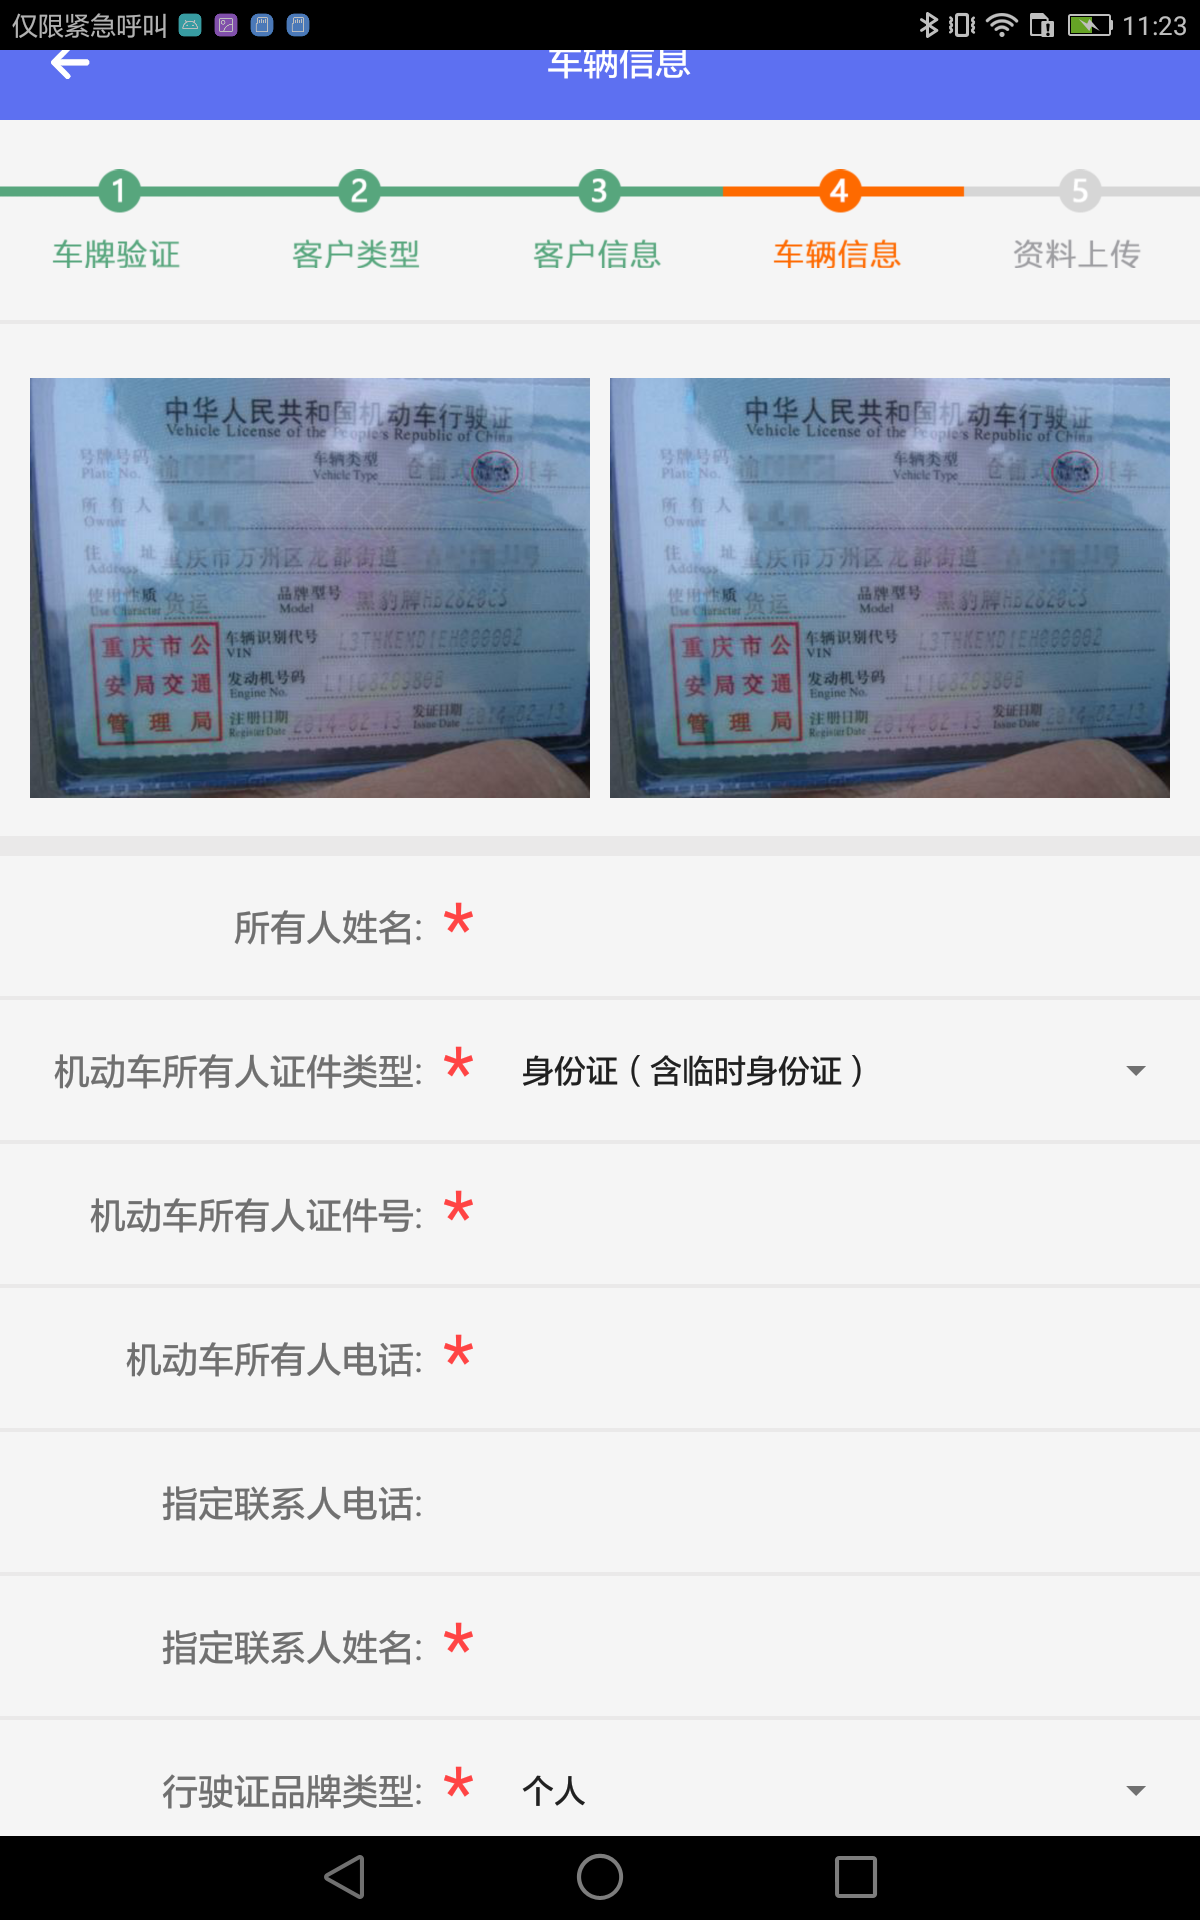 仅限紧急呼叫 11:23
车辆信息
1 2 3 4 5
车牌验证 客户类型 客户信息 车辆信息 资料上传
中华人民共和国机动车行驶证
Vehicle License of the People's Republic of China
号牌号码 渝 车辆类型 仓栅式 货车
Plate No. Vehicle Type
所有人
Owner
住址 重庆市万州区龙都街道
Address
使用性质 货运 品牌型号 黑豹牌HB2820CS
Use Character Model
重庆市公 车辆识别代号
VIN
安局交通 发动机号码
Engine No.
管理局 注册日期 2014-02-13 发证日期 2014-02-13
Register Date Issue Date
中华人民共和国机动车行驶证
Vehicle License of the People's Republic of China
号牌号码 渝 车辆类型 仓栅式 货车
Plate No. Vehicle Type
所有人
Owner
住址 重庆市万州区龙都街道
Address
使用性质 货运 品牌型号 黑豹牌HB2820CS
Use Character Model
重庆市公 车辆识别代号
VIN
安局交通 发动机号码
Engine No.
管理局 注册日期 2014-02-13 发证日期 2014-02-13
Register Date Issue Date
所有人姓名: *
机动车所有人证件类型: * 身份证（含临时身份证）
机动车所有人证件号: *
机动车所有人电话: *
指定联系人电话:
指定联系人姓名: *
行驶证品牌类型: * 个人